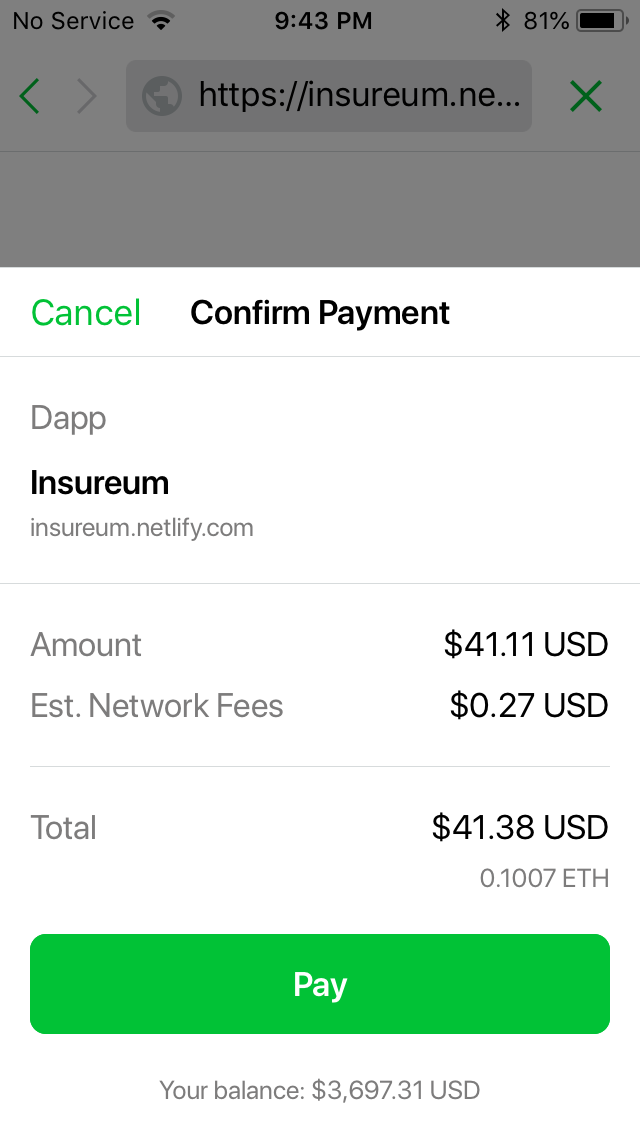 No Service 9:43 PM 81%
https://insureum.ne...
Cancel Confirm Payment
Dapp
Insureum
insureum.netlify.com
Amount $41.11 USD
Est. Network Fees $0.27 USD
Total $41.38 USD
0.1007 ETH
Pay
Your balance: $3,697.31 USD